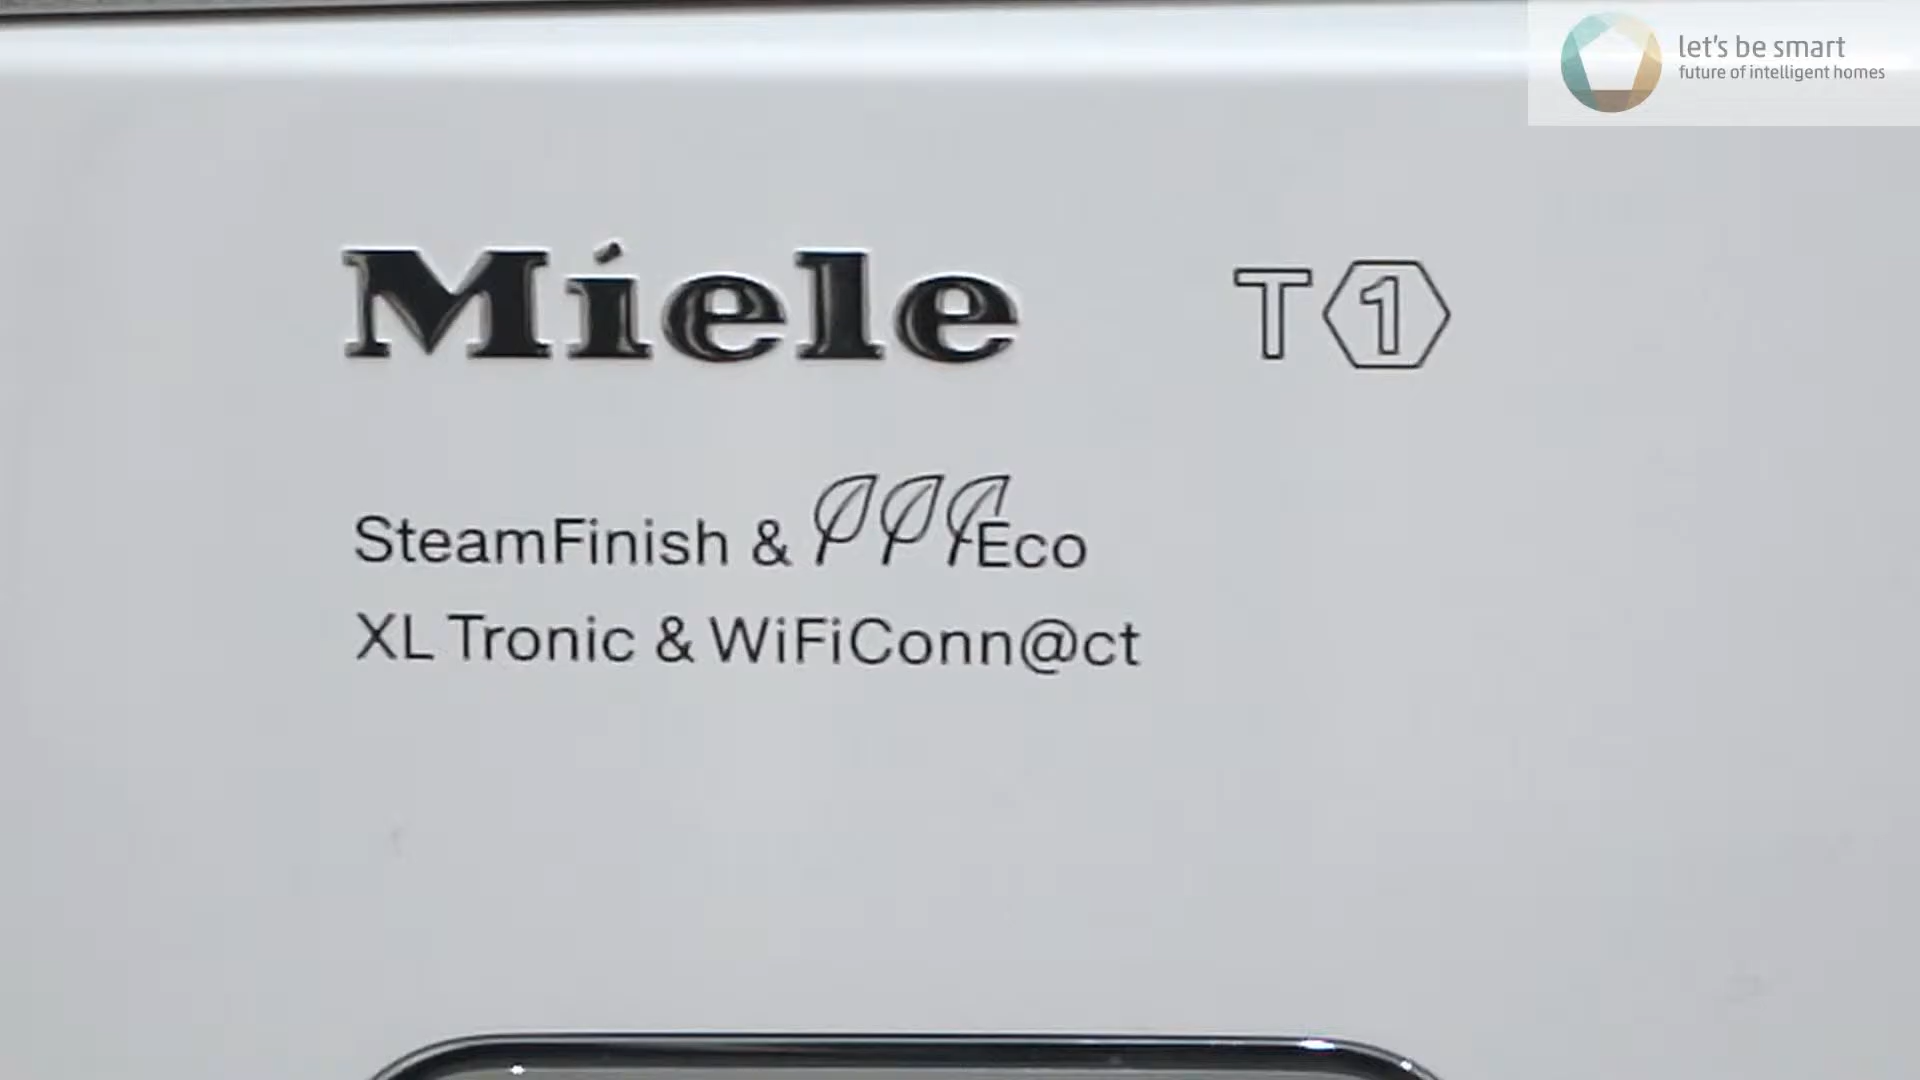 let's be smart
future of intelligent homes
Miele T1
SteamFinish & Eco
XL Tronic & WiFiConn@ct